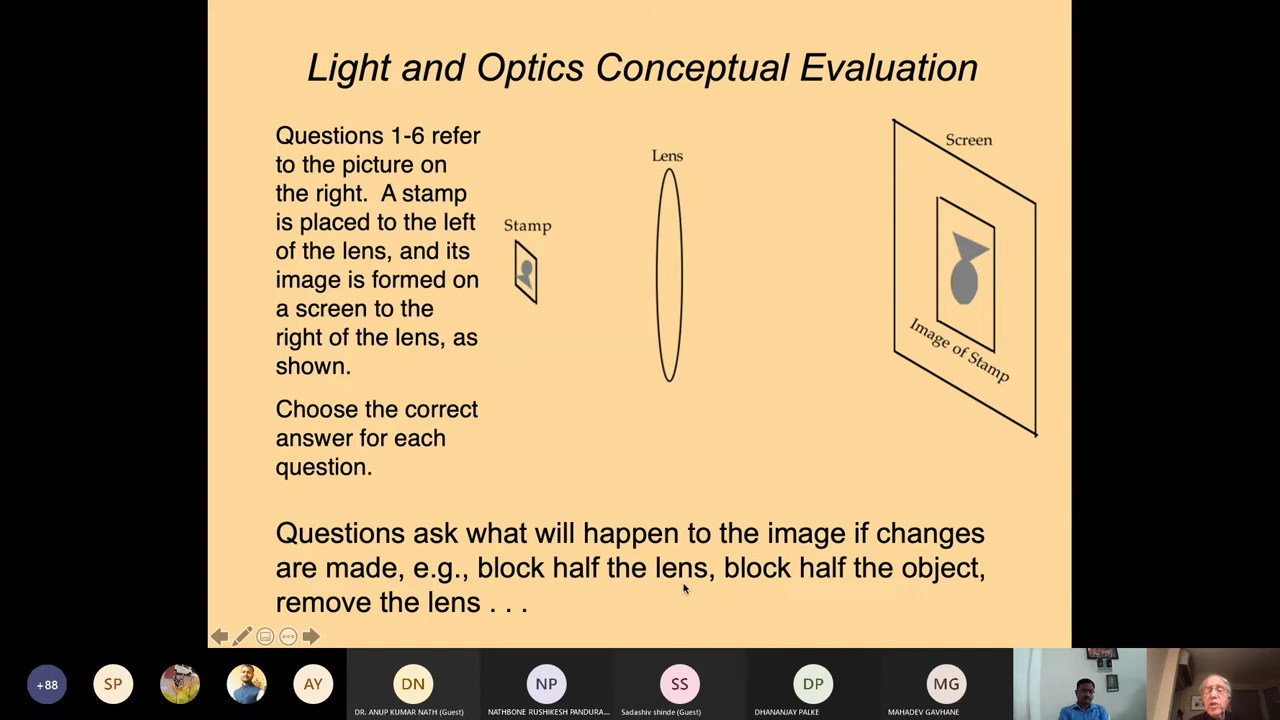 Light and Optics Conceptual Evaluation
Questions 1-6 refer
to the picture on
the right. A stamp
is placed to the left
of the lens, and its
image is formed on
a screen to the
right of the lens, as
shown.
Choose the correct
answer for each
question.
Stamp
Lens
Screen
Image of Stamp
Questions ask what will happen to the image if changes
are made, e.g., block half the lens, block half the object,
remove the lens . . .
+88
SP
AY
DN
DR. ANUP KUMAR NATH (Guest)
NP
NATHBONE RUSHIKESH PANDURA...
SS
Sadashiv shinde (Guest)
DP
DHANANJAY PALKE
MG
MAHADEV GAVHANE